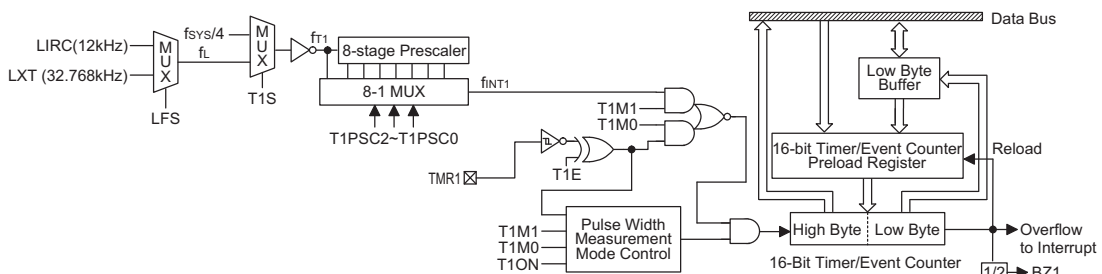 Data Bus
fSYS/4
LIRC(12kHz)
MUX
fL
MUX
fT1
8-stage Prescaler
Low Byte
Buffer
LXT (32.768kHz)
8-1 MUX
fINT1
T1S
LFS
T1PSC2~T1PSC0
T1M1
T1M0
16-bit Timer/Event Counter
Preload Register
Reload
TMR1
T1E
T1M1
T1M0
T1ON
Pulse Width
Measurement
Mode Control
High Byte
Low Byte
Overflow
to Interrupt
16-Bit Timer/Event Counter
1/2
BZ1